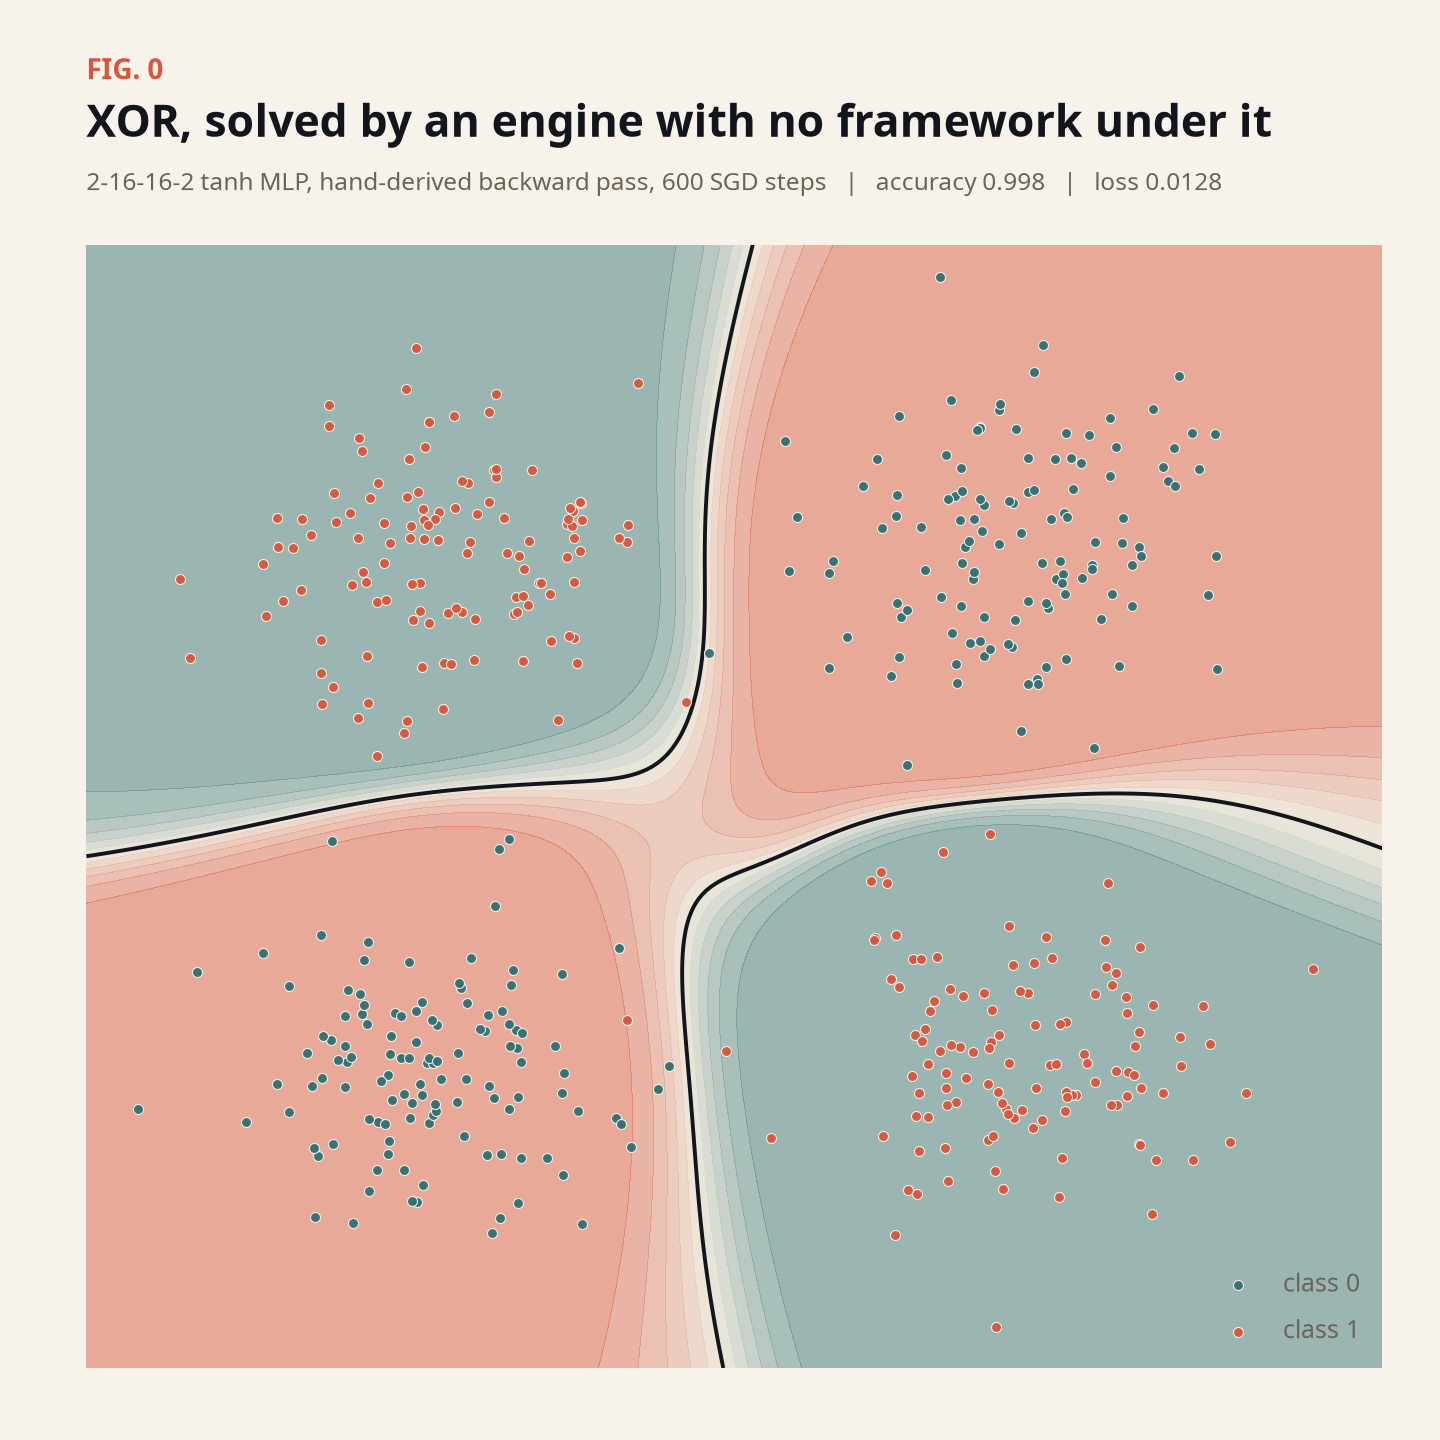 FIG. 0
XOR, solved by an engine with no framework under it
2-16-16-2 tanh MLP, hand-derived backward pass, 600 SGD steps | accuracy 0.998 | loss 0.0128
class 0
class 1